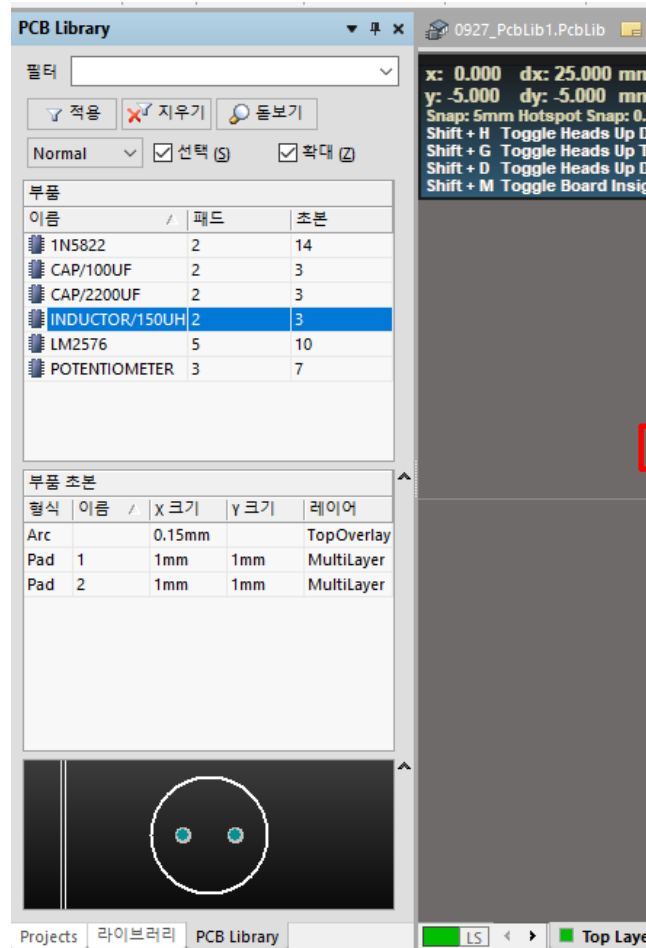 PCB Library
0927_PcbLib1.PcbLib
필터
적용 지우기 돋보기
Normal 선택 (S) 확대 (Z)
부품
이름 패드 초본
1N5822 2 14
CAP/100UF 2 3
CAP/2200UF 2 3
INDUCTOR/150UH 2 3
LM2576 5 10
POTENTIOMETER 3 7
부품 초본
형식 이름 X 크기 Y 크기 레이어
Arc 0.15mm TopOverlay
Pad 1 1mm 1mm MultiLayer
Pad 2 1mm 1mm MultiLayer
Projects 라이브러리 PCB Library
x: 0.000 dx: 25.000 mm
y: -5.000 dy: -5.000 mm
Snap: 5mm Hotspot Snap: 0.
Shift + H Toggle Heads Up D
Shift + G Toggle Heads Up T
Shift + D Toggle Heads Up D
Shift + M Toggle Board Insig
LS Top Laye